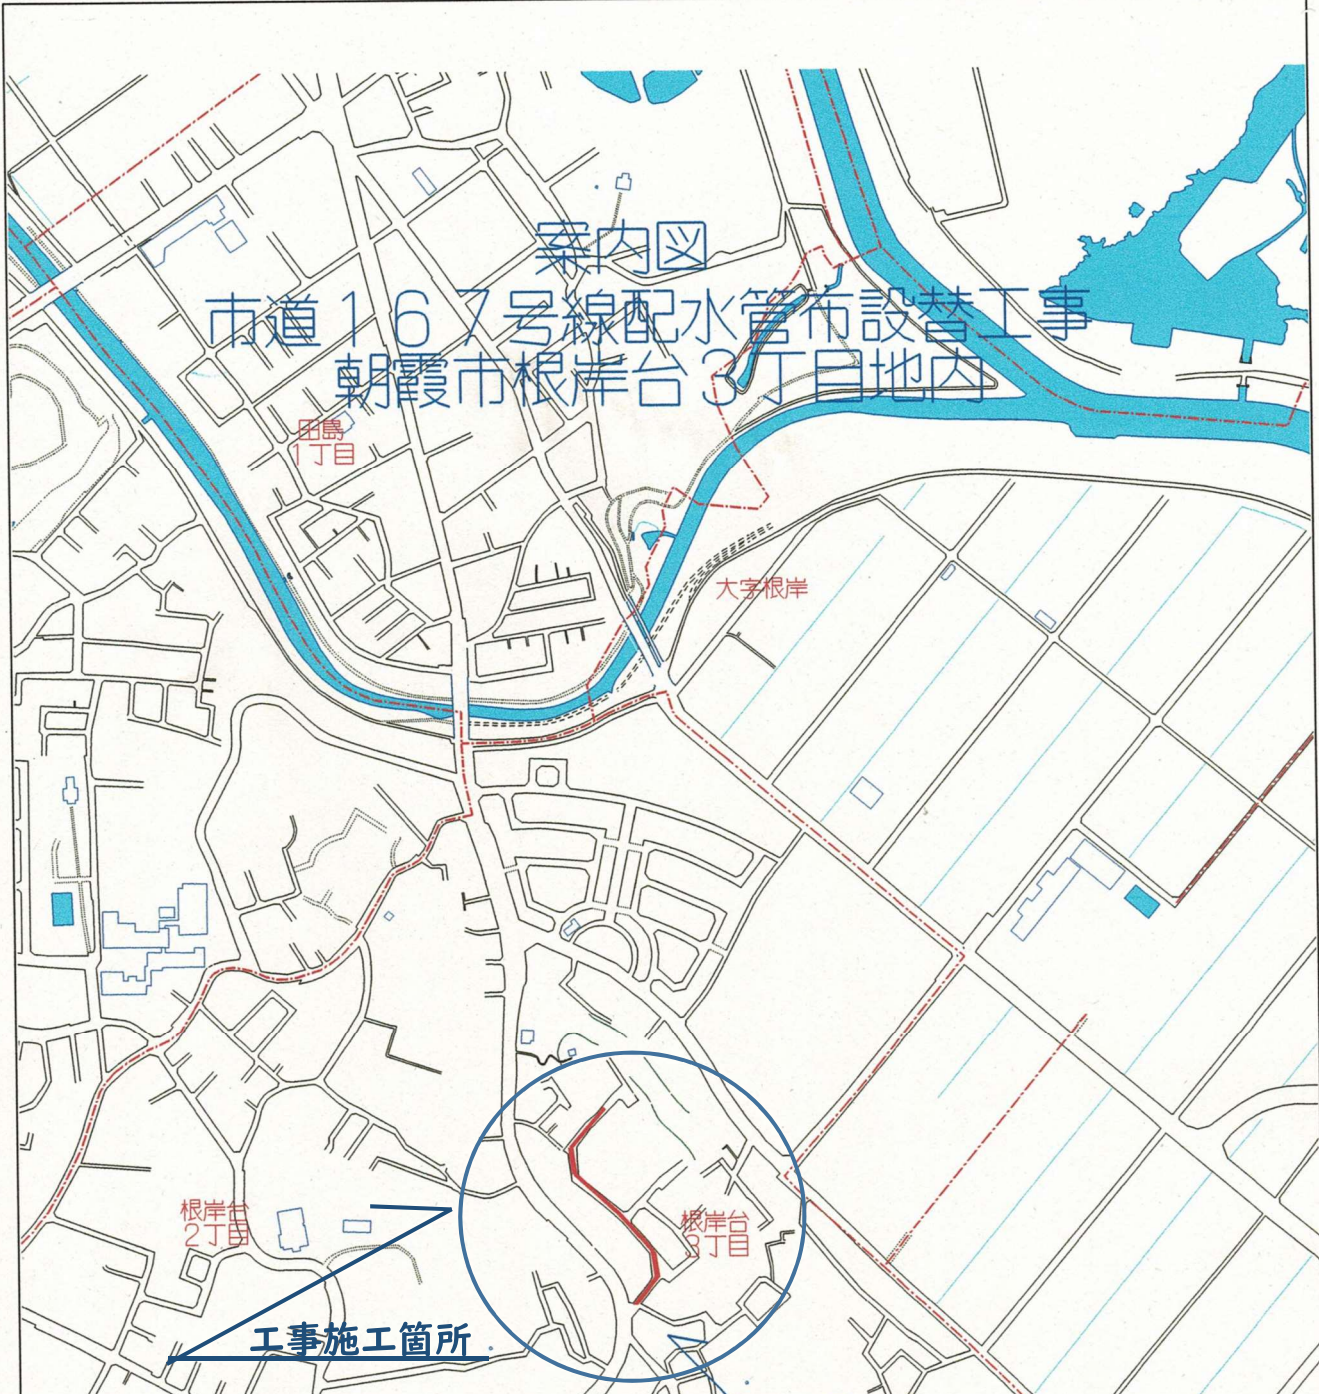 案内図
市道１６７号線配水管布設替工事
朝霞市根岸台３丁目地内
田島
１丁目
大字根岸
根岸台
２丁目
根岸台
３丁目
工事施工箇所